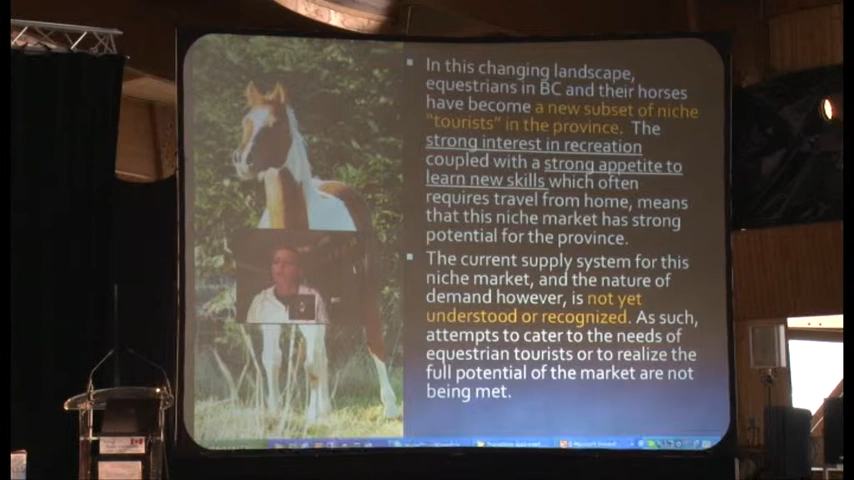 In this changing landscape,
equestrians in BC and their horses
have become a new subset of niche
"tourists" in the province. The
strong interest in recreation
coupled with a strong appetite to
learn new skills which often
requires travel from home, means
that this niche market has strong
potential for the province.
The current supply system for this
niche market, and the nature of
demand however, is not yet
understood or recognized. As such,
attempts to cater to the needs of
equestrian tourists or to realize the
full potential of the market are not
being met.